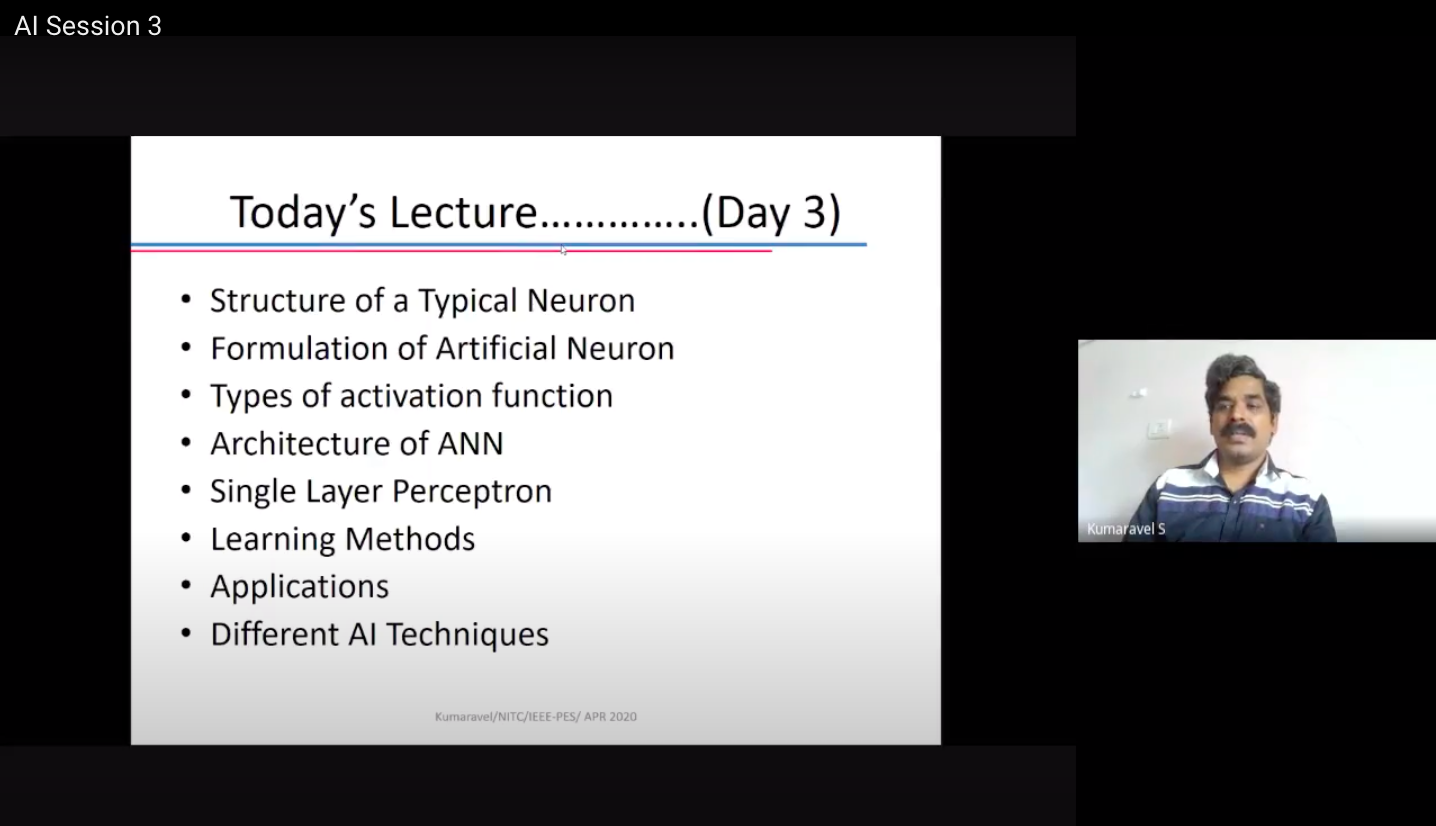 AI Session 3
Today’s Lecture…………..(Day 3)
• Structure of a Typical Neuron
• Formulation of Artificial Neuron
• Types of activation function
• Architecture of ANN
• Single Layer Perceptron
• Learning Methods
• Applications
• Different AI Techniques
Kumaravel/NITC/IEEE-PES/ APR 2020
Kumaravel S